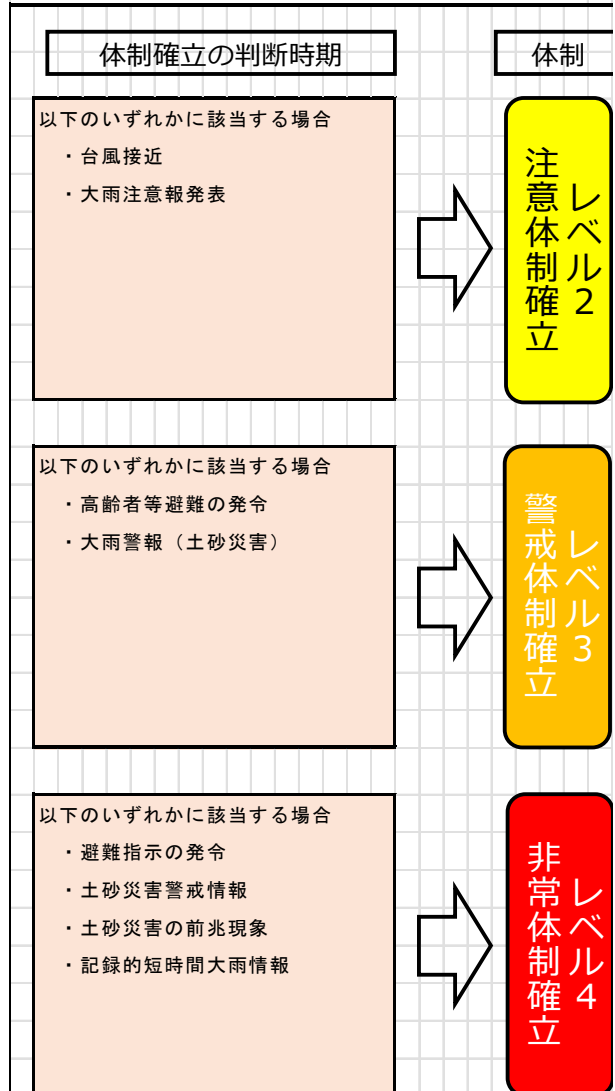 体制確立の判断時期
体制
以下のいずれかに該当する場合
・台風接近
・大雨注意報発表
レベル２
注意体制確立
以下のいずれかに該当する場合
・高齢者等避難の発令
・大雨警報（土砂災害）
レベル３
警戒体制確立
以下のいずれかに該当する場合
・避難指示の発令
・土砂災害警戒情報
・土砂災害の前兆現象
・記録的短時間大雨情報
レベル４
非常体制確立